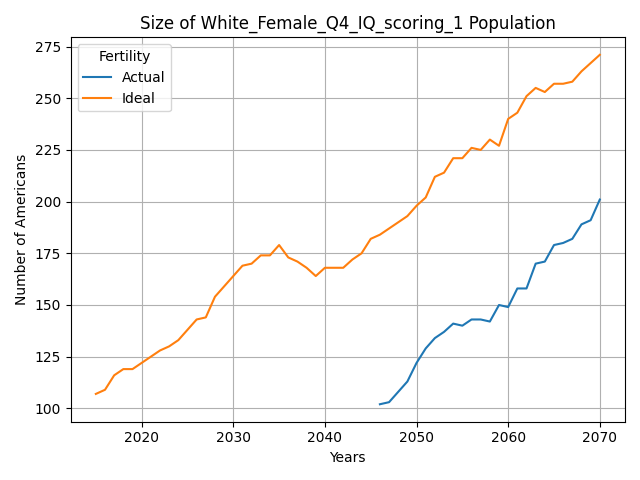 Size of White_Female_Q4_IQ_scoring_1 Population
Fertility
Actual
Ideal
Number of Americans
275
250
225
200
175
150
125
100
2020 2030 2040 2050 2060 2070
Years